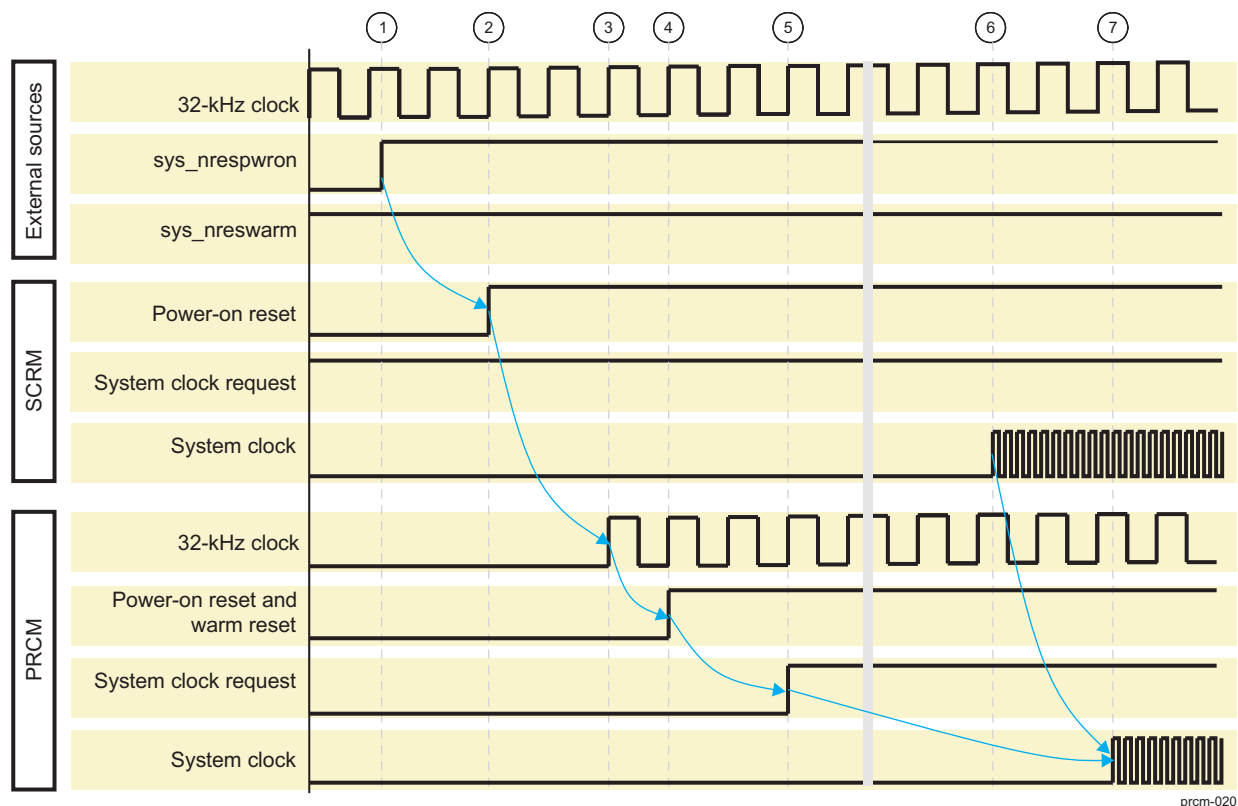 1 2 3 4 5 6 7
External sources
32-kHz clock
sys_nrespwron
sys_nreswarm
SCRM
Power-on reset
System clock request
System clock
PRCM
32-kHz clock
Power-on reset and
warm reset
System clock request
System clock
prcm-020